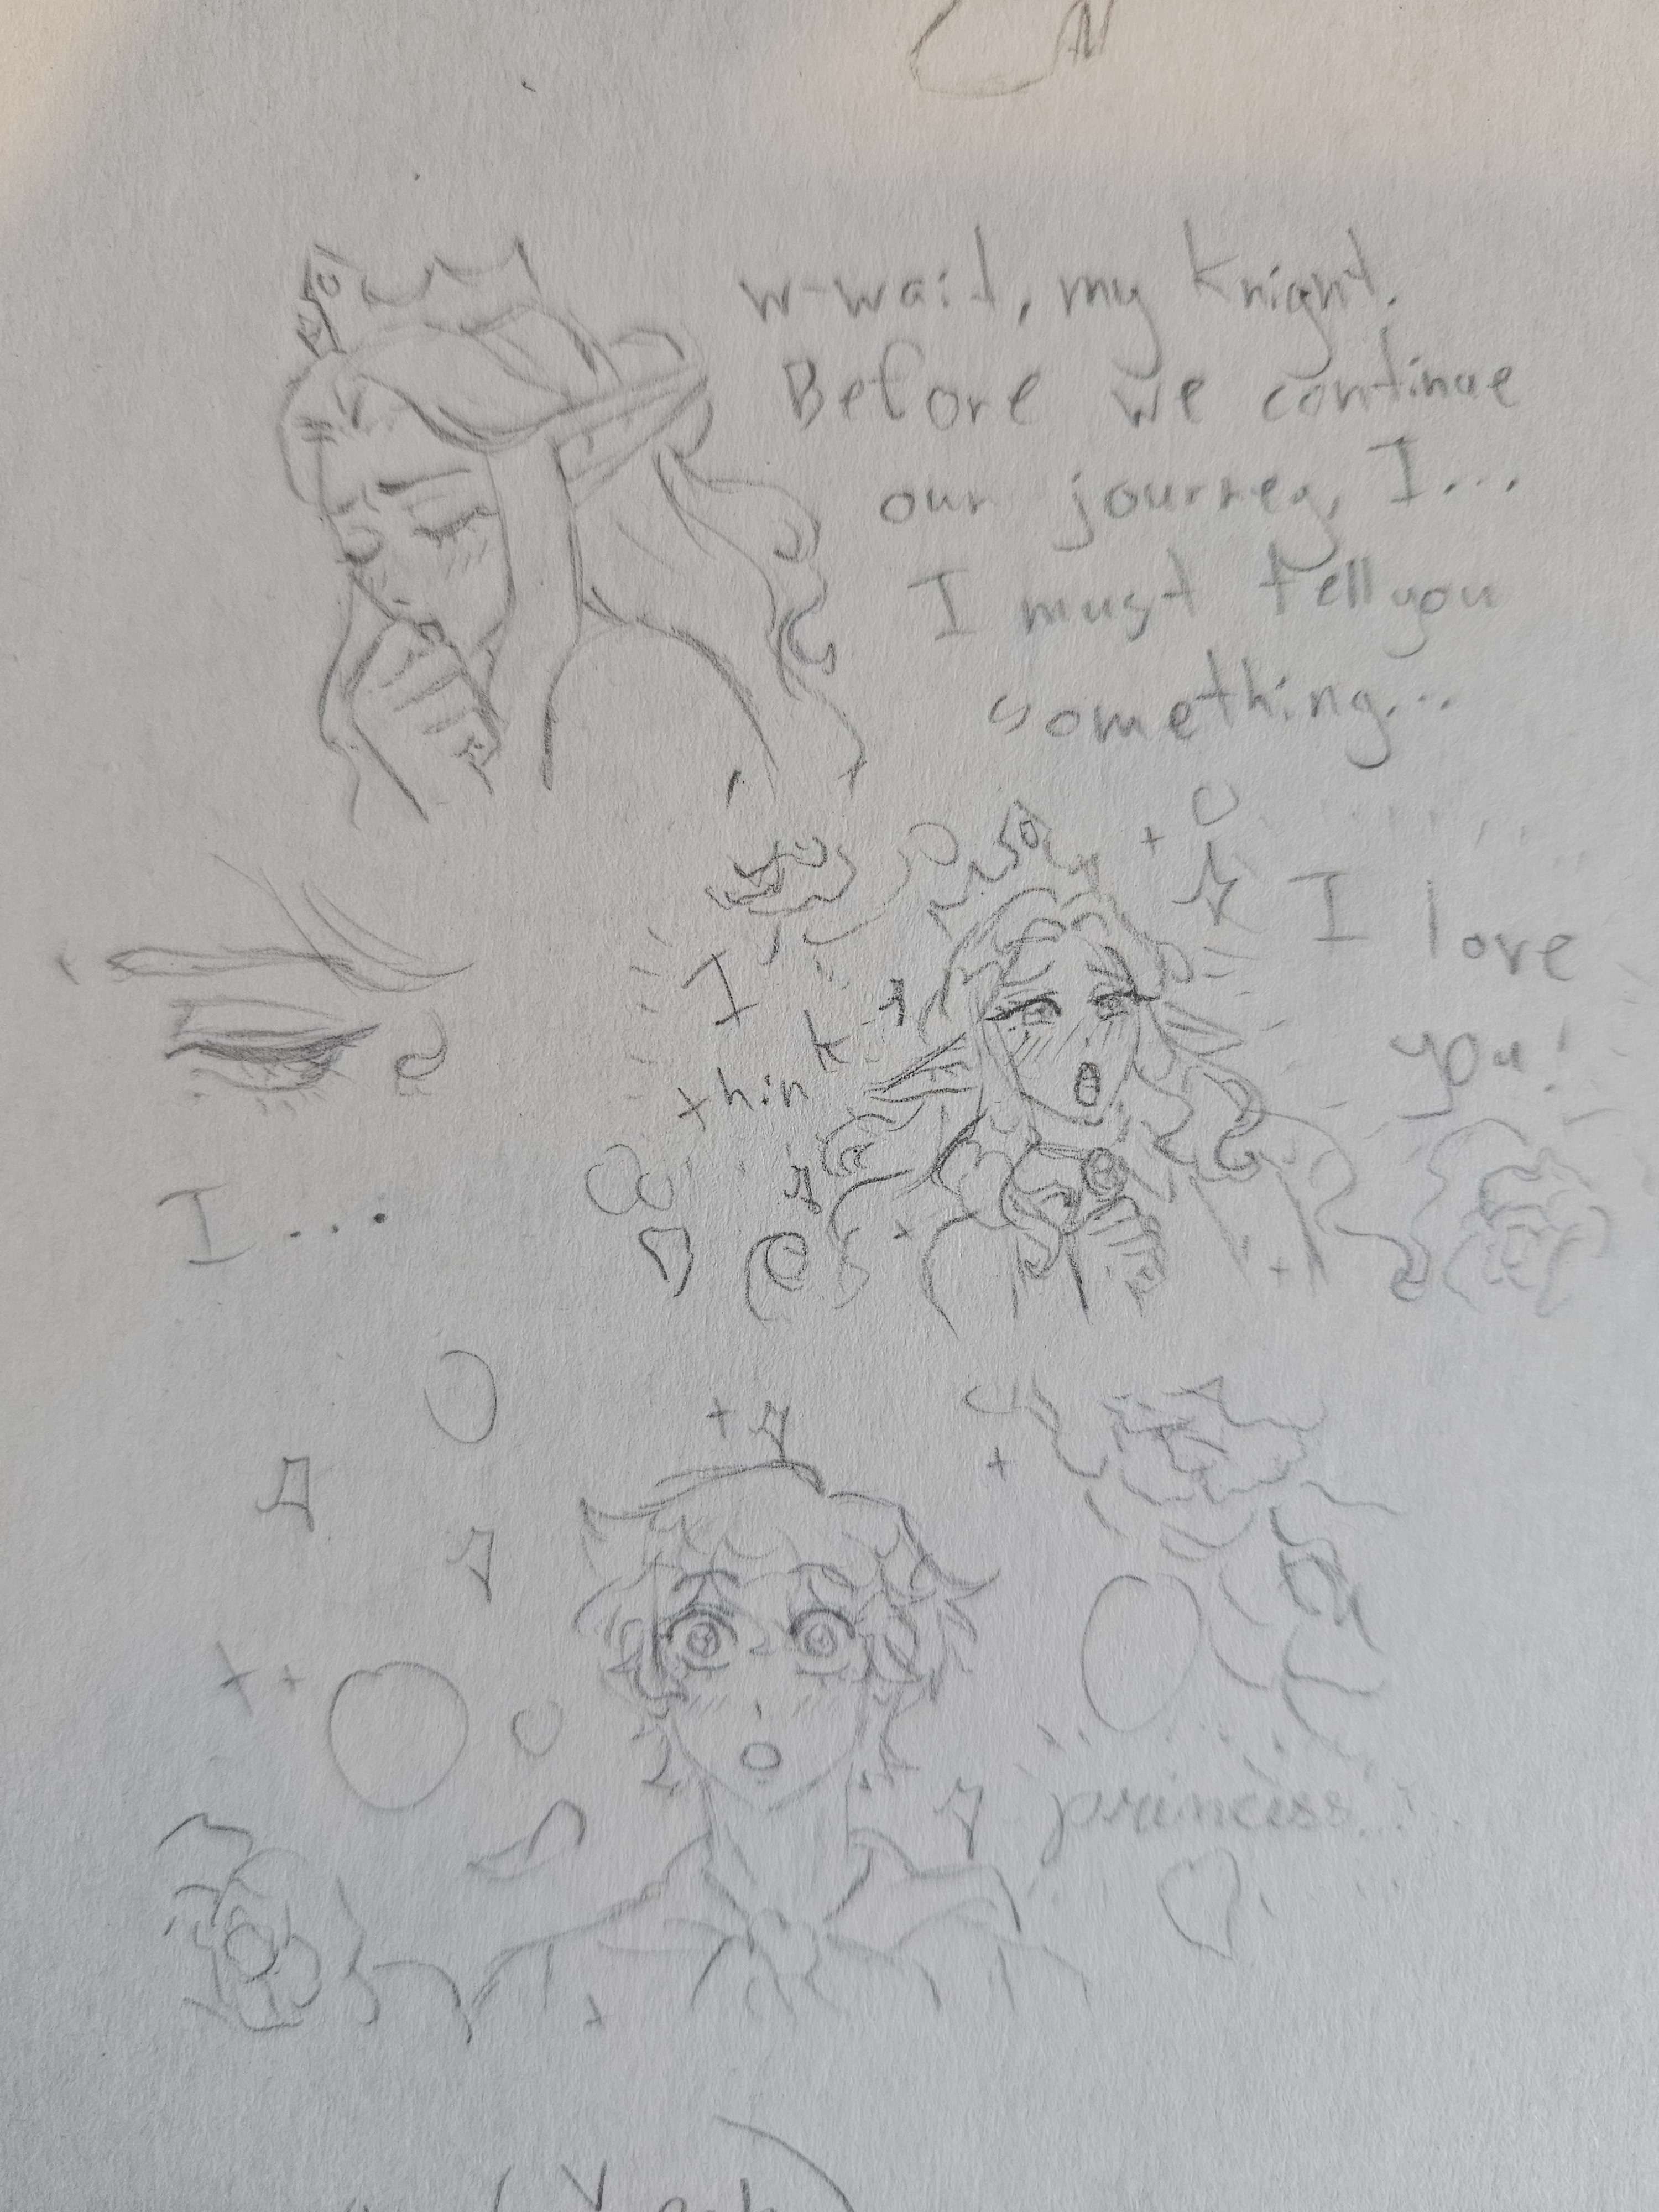 w-wait, my knight.
Before we continue
our journey, I...
I must tell you
something...
I...
I
think
I love
you!
princess...